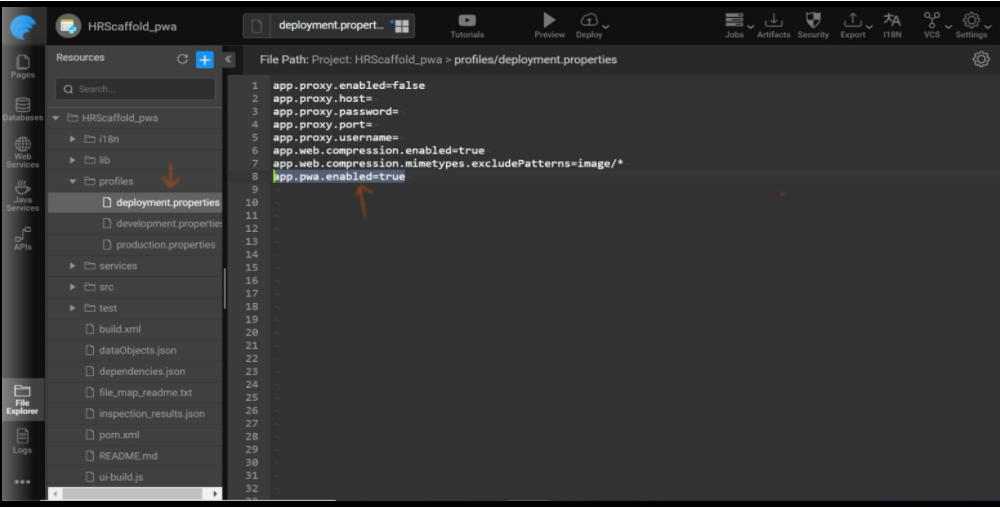 HRScaffold_pwa
deployment.propert...
Tutorials
Preview
Deploy
Jobs
Artifacts
Security
Export
I18N
VCS
Settings
Pages
Databases
Web
Services
Java
Services
APIs
File
Explorer
Logs
Resources
Search...
HRScaffold_pwa
i18n
lib
profiles
deployment.properties
development.properties
production.properties
services
src
test
build.xml
dataObjects.json
dependencies.json
file_map_readme.txt
inspection_results.json
pom.xml
README.md
ui-build.js
File Path: Project: HRScaffold_pwa > profiles/deployment.properties
1 app.proxy.enabled=false
2 app.proxy.host=
3 app.proxy.password=
4 app.proxy.port=
5 app.proxy.username=
6 app.web.compression.enabled=true
7 app.web.compression.mimetypes.excludePatterns=image/*
8 app.pwa.enabled=true
9
10
11
12
13
14
15
16
17
18
19
20
21
22
23
24
25
26
27
28
29
30
31
32